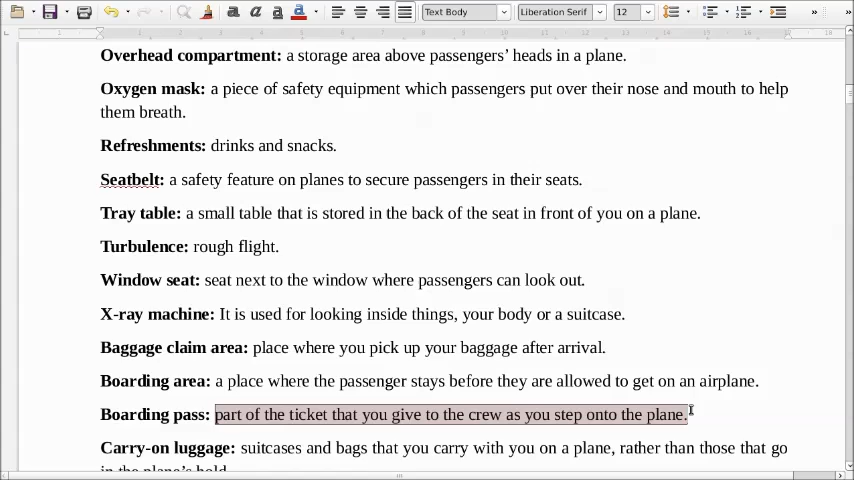 Text Body
Liberation Serif
12
Overhead compartment: a storage area above passengers’ heads in a plane.
Oxygen mask: a piece of safety equipment which passengers put over their nose and mouth to help
them breath.
Refreshments: drinks and snacks.
Seatbelt: a safety feature on planes to secure passengers in their seats.
Tray table: a small table that is stored in the back of the seat in front of you on a plane.
Turbulence: rough flight.
Window seat: seat next to the window where passengers can look out.
X-ray machine: It is used for looking inside things, your body or a suitcase.
Baggage claim area: place where you pick up your baggage after arrival.
Boarding area: a place where the passenger stays before they are allowed to get on an airplane.
Boarding pass: part of the ticket that you give to the crew as you step onto the plane.
Carry-on luggage: suitcases and bags that you carry with you on a plane, rather than those that go
in the plane’s hold.